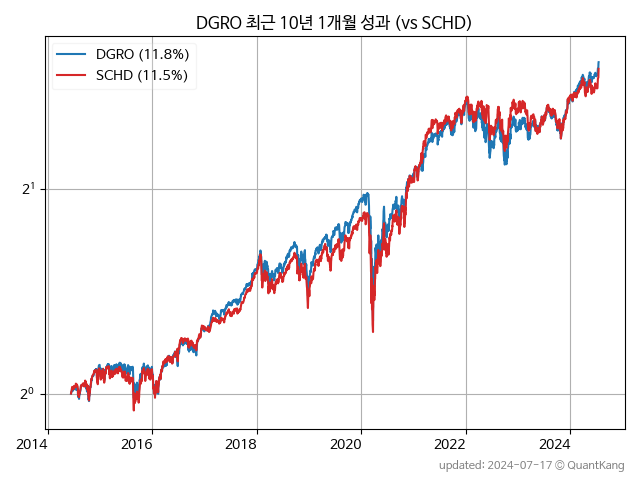 DGRO 최근 10년 1개월 성과 (vs SCHD)
DGRO (11.8%)
SCHD (11.5%)
2¹
2⁰
2014 2016 2018 2020 2022 2024
updated: 2024-07-17 © QuantKang